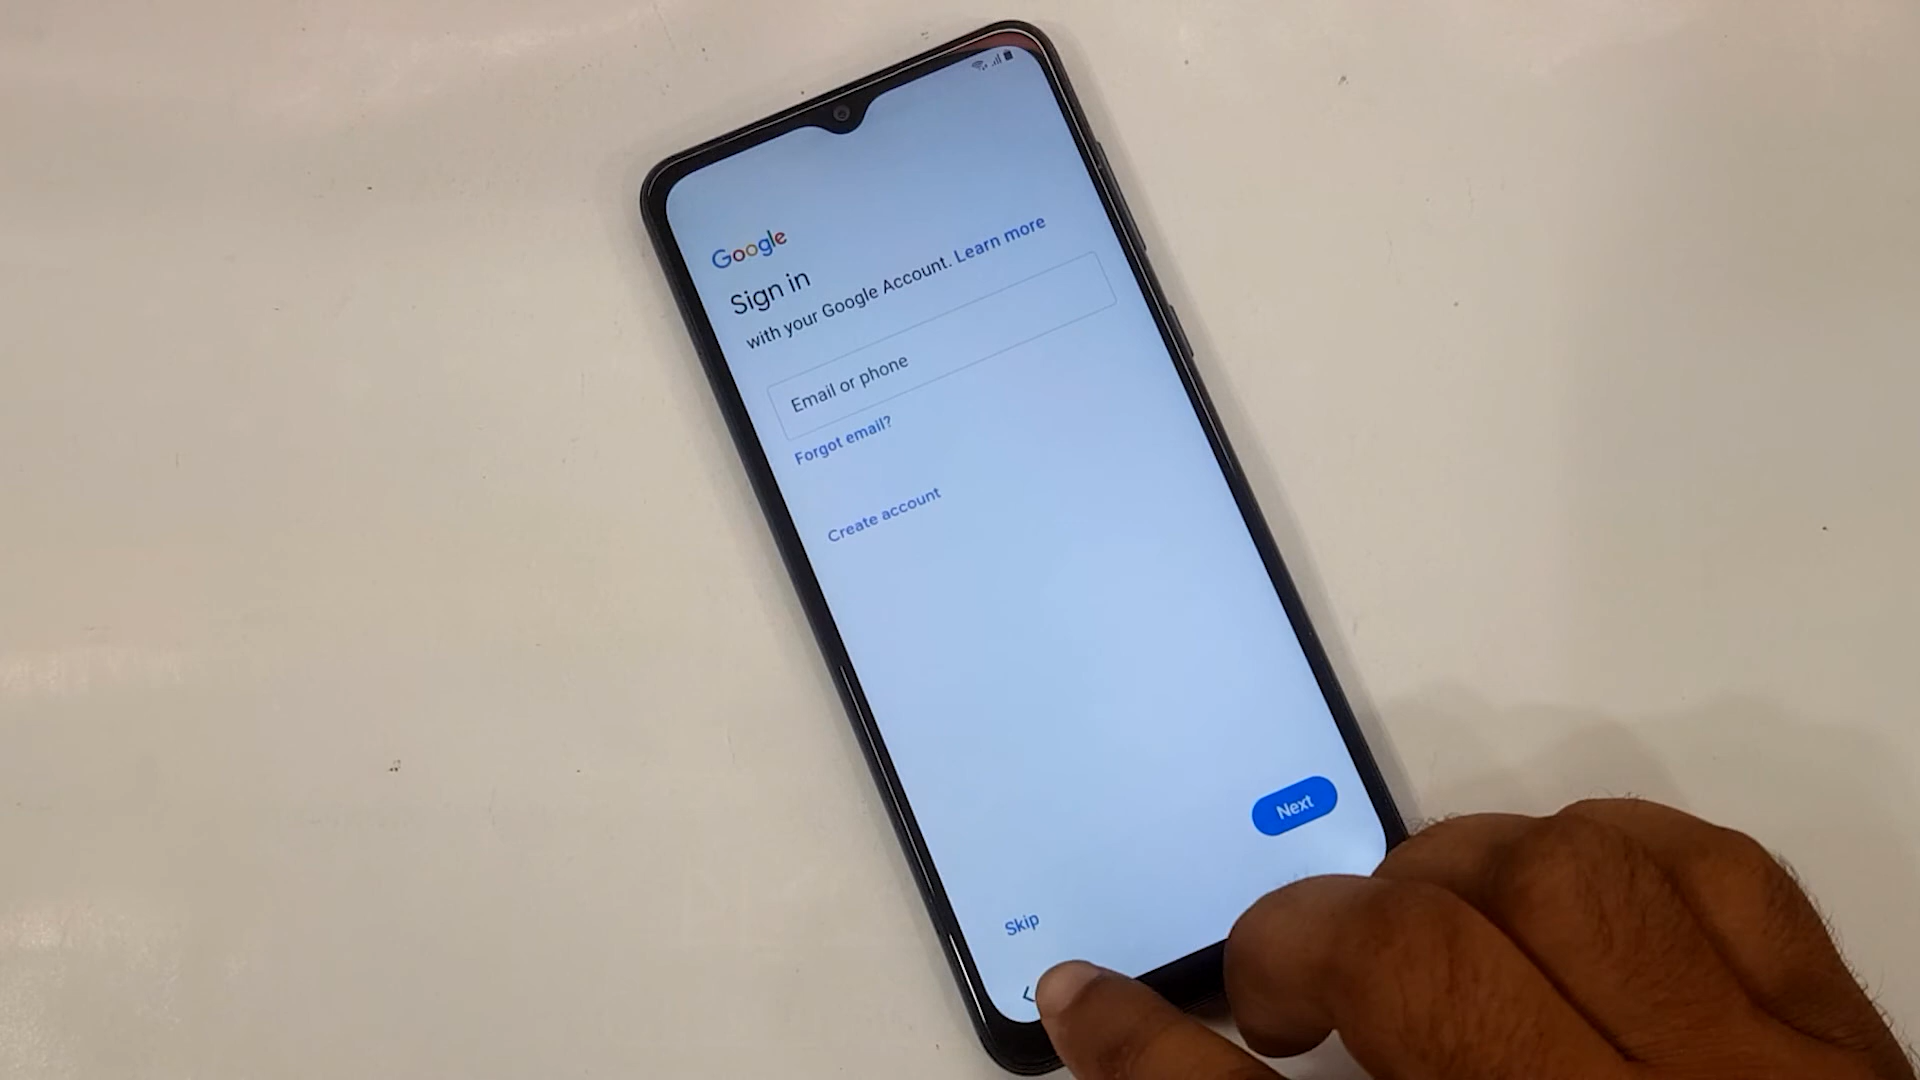 Google
Sign in
with your Google Account. Learn more
Email or phone
Forgot email?
Create account
Next
Skip